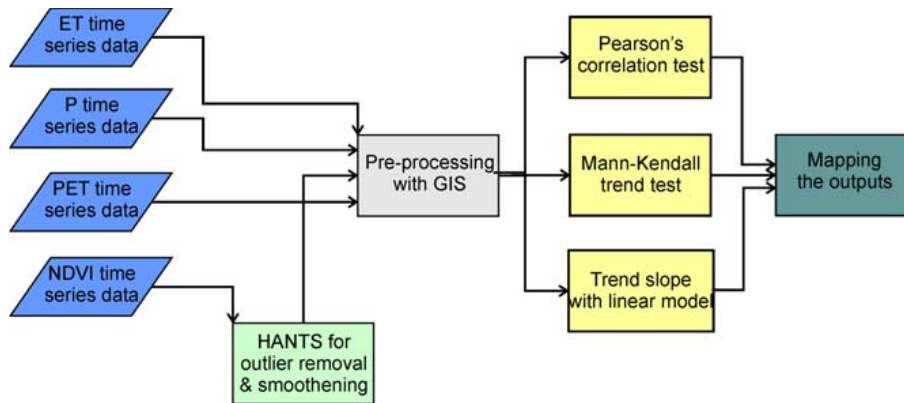 ET time
series data
P time
series data
PET time
series data
NDVI time
series data
HANTS for
outlier removal
& smoothening
Pre-processing
with GIS
Pearson's
correlation test
Mann-Kendall
trend test
Trend slope
with linear model
Mapping
the outputs